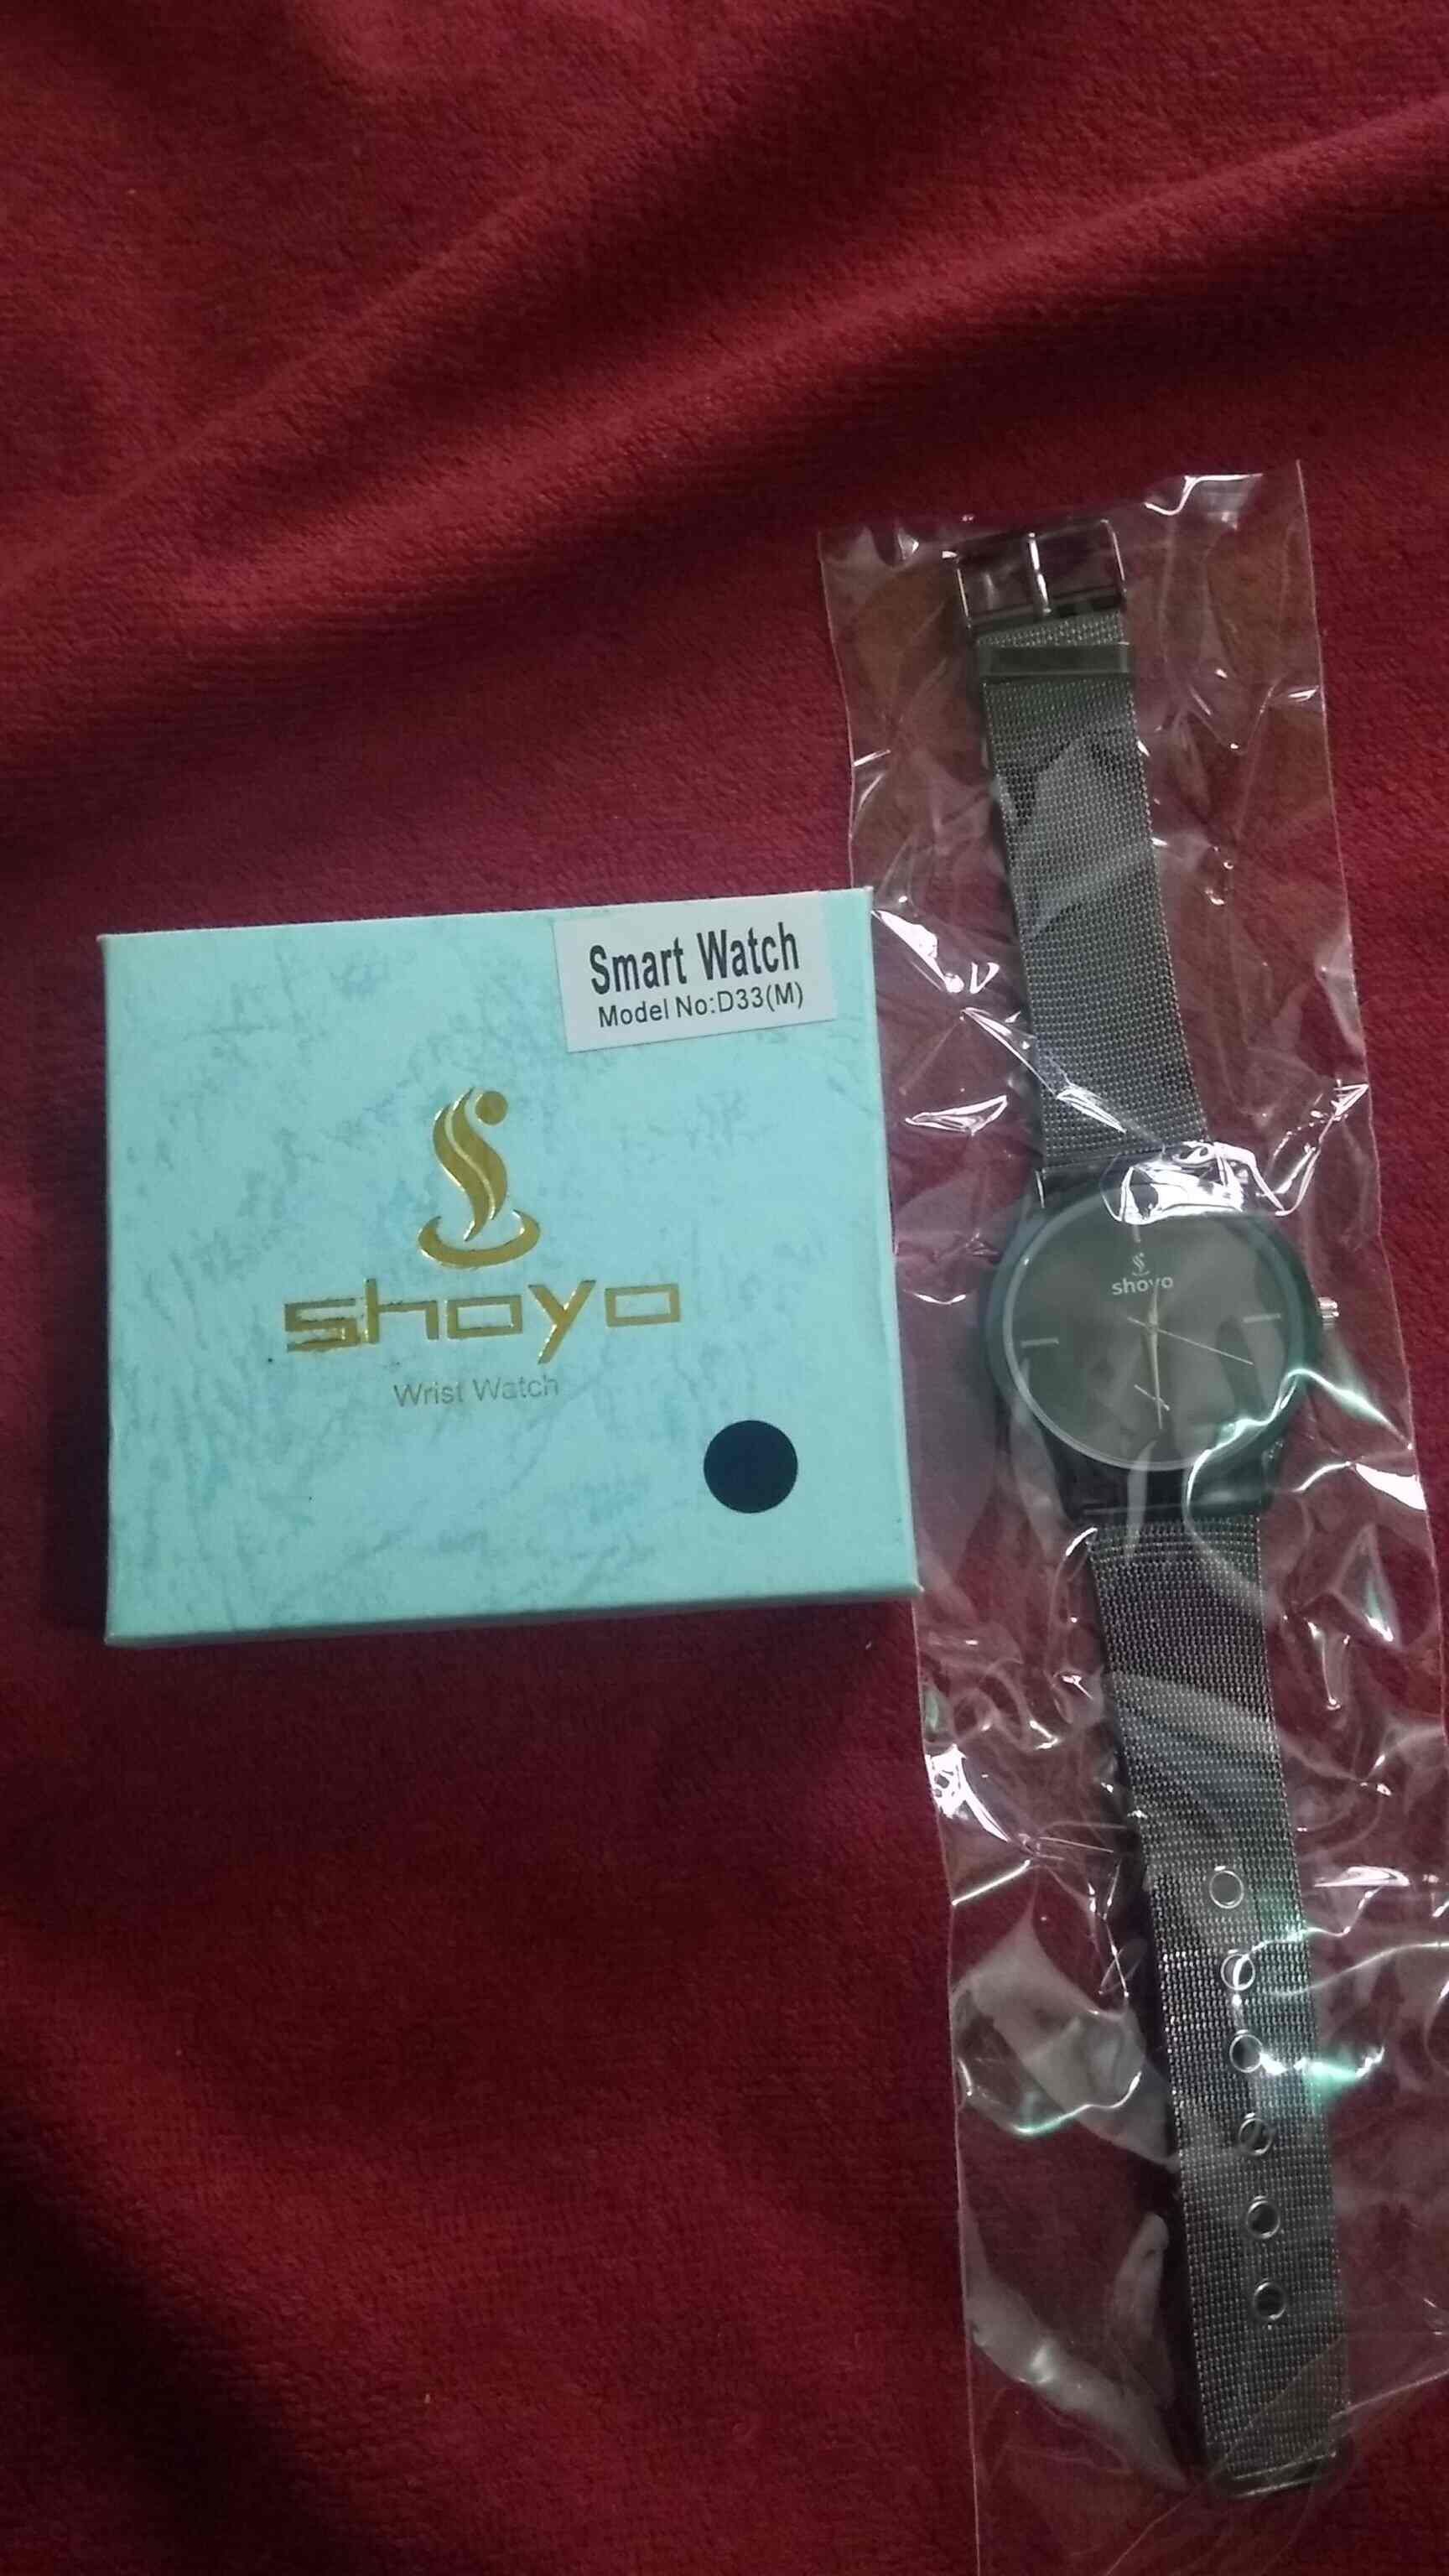 Smart Watch
Model No:D33(M)
shoyo
Wrist Watch
shoyo